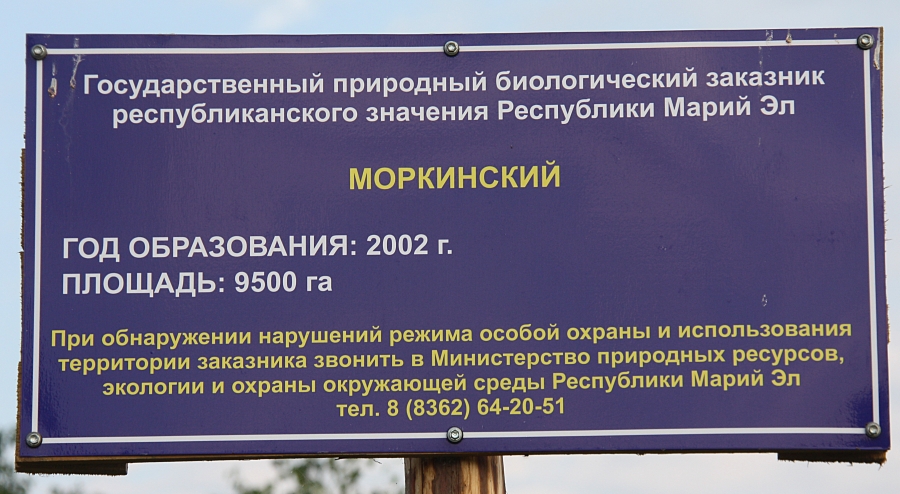 Государственный природный биологический заказник
республиканского значения Республики Марий Эл
МОРКИНСКИЙ
ГОД ОБРАЗОВАНИЯ: 2002 г.
ПЛОЩАДЬ: 9500 га
При обнаружении нарушений режима особой охраны и использования
территории заказника звонить в Министерство природных ресурсов,
экологии и охраны окружающей среды Республики Марий Эл
тел. 8 (8362) 64-20-51